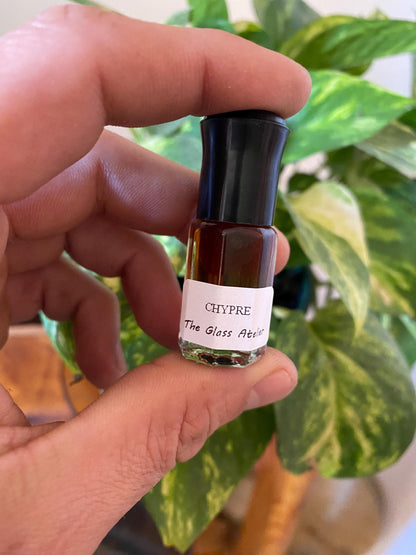 CHYPRE
The Glass Atelier